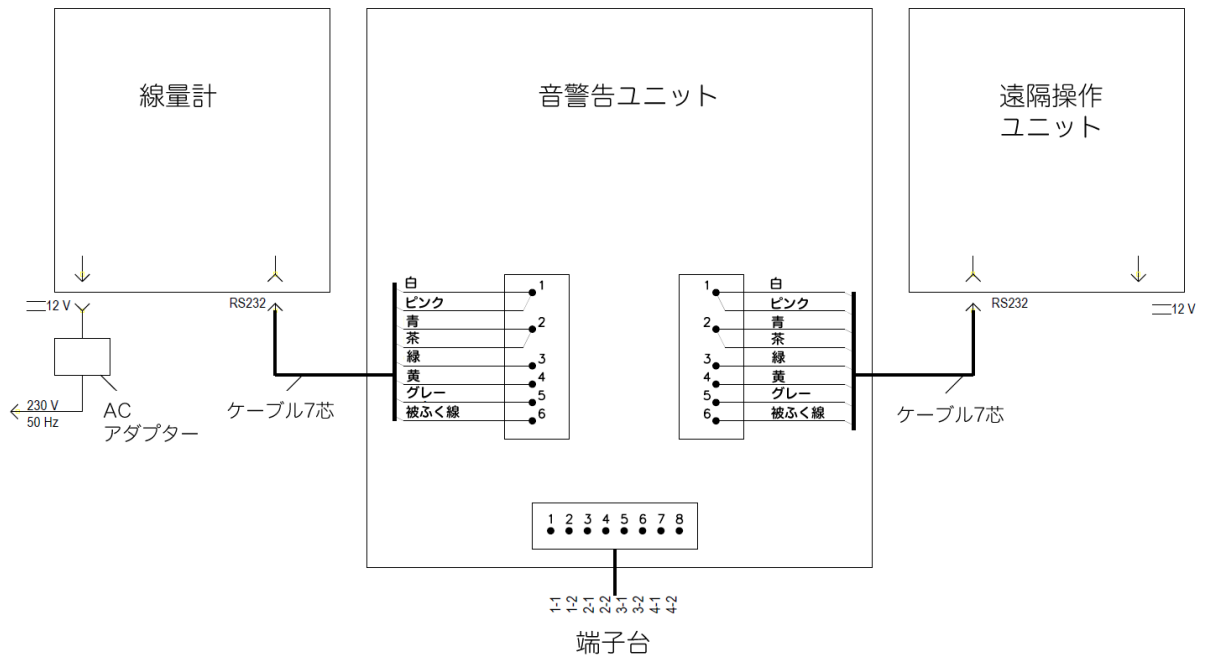 線量計
音警告ユニット
遠隔操作
ユニット
12 V
RS232
230 V
50 Hz
AC
アダプター
ケーブル7芯
白
ピンク
青
茶
緑
黄
グレー
被ふく線
1
2
3
4
5
6
1
2
3
4
5
6
白
ピンク
青
茶
緑
黄
グレー
被ふく線
RS232
12 V
ケーブル7芯
1 2 3 4 5 6 7 8
1-1
1-2
2-1
2-2
3-1
3-2
4-1
4-2
端子台